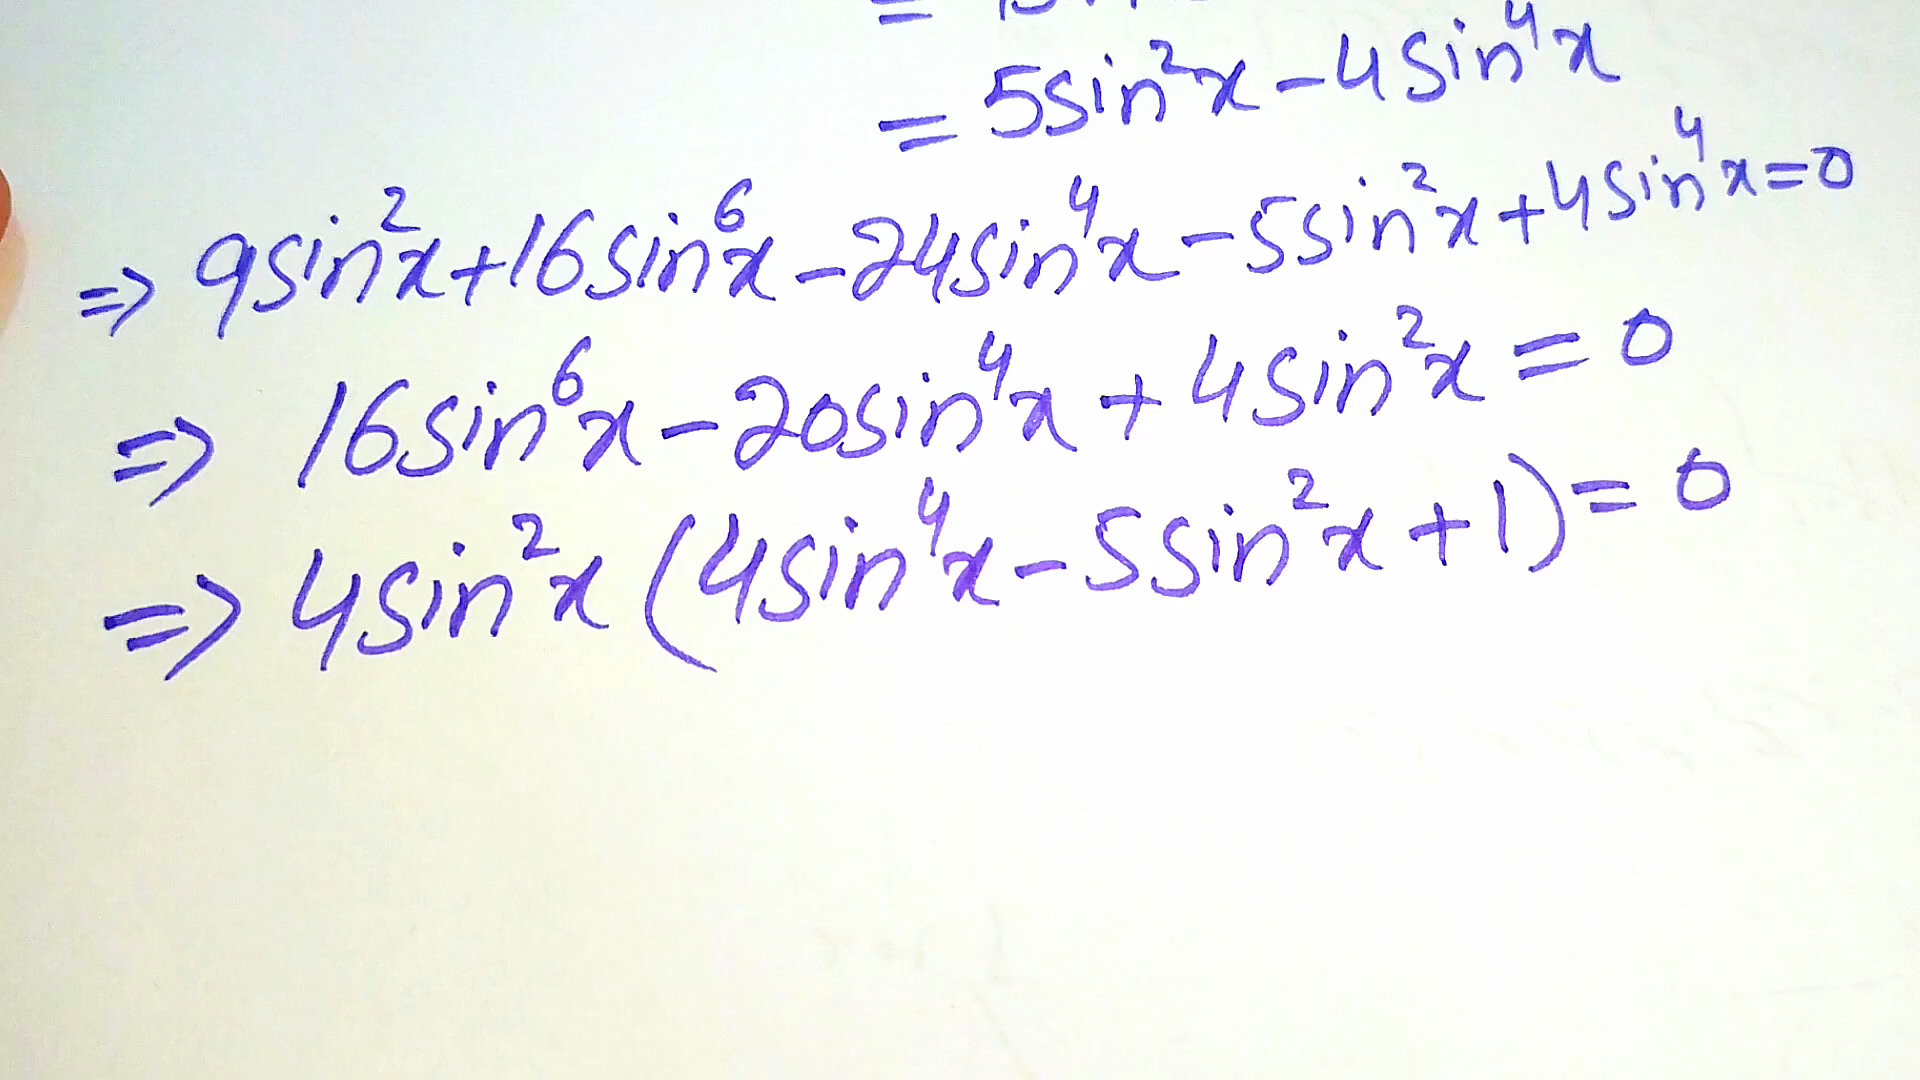 = 5sin²x - 4sin⁴x
⇒ 9sin²x + 16sin⁶x - 24sin⁴x - 5sin²x + 4sin⁴x = 0
⇒ 16sin⁶x - 20sin⁴x + 4sin²x = 0
⇒ 4sin²x (4sin⁴x - 5sin²x + 1) = 0